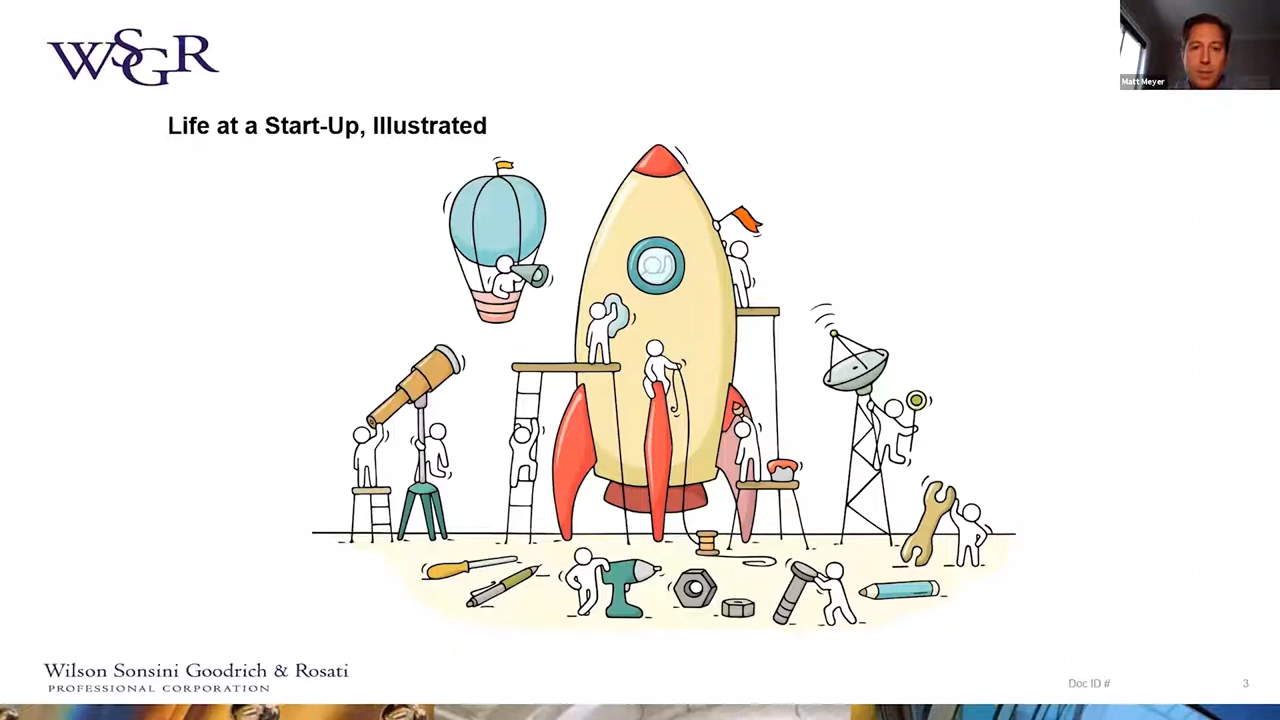 WSGR
Matt Meyer
Life at a Start-Up, Illustrated
Wilson Sonsini Goodrich & Rosati
PROFESSIONAL CORPORATION
Doc ID #
3